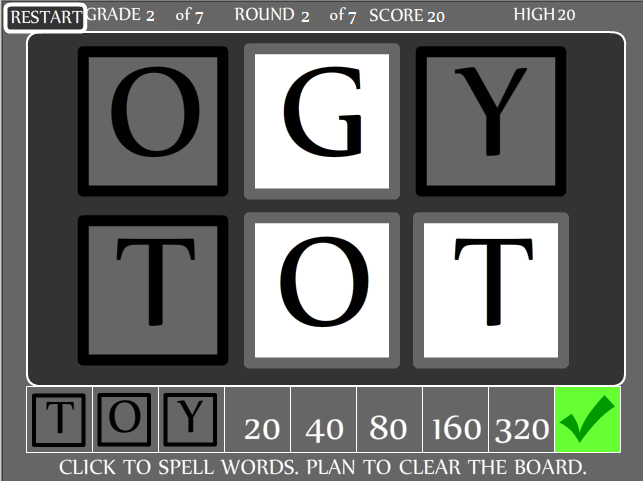 RESTART GRADE 2 of 7 ROUND 2 of 7 SCORE 20 HIGH 20
O G Y
T O T
T O Y 20 40 80 160 320
CLICK TO SPELL WORDS. PLAN TO CLEAR THE BOARD.